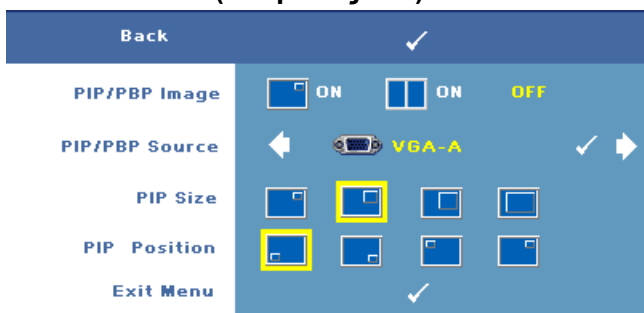 Back
PIP/PBP Image ON ON OFF
PIP/PBP Source VGA-A
PIP Size
PIP Position
Exit Menu